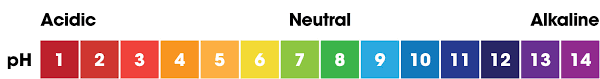 Acidic Neutral Alkaline
pH 1 2 3 4 5 6 7 8 9 10 11 12 13 14